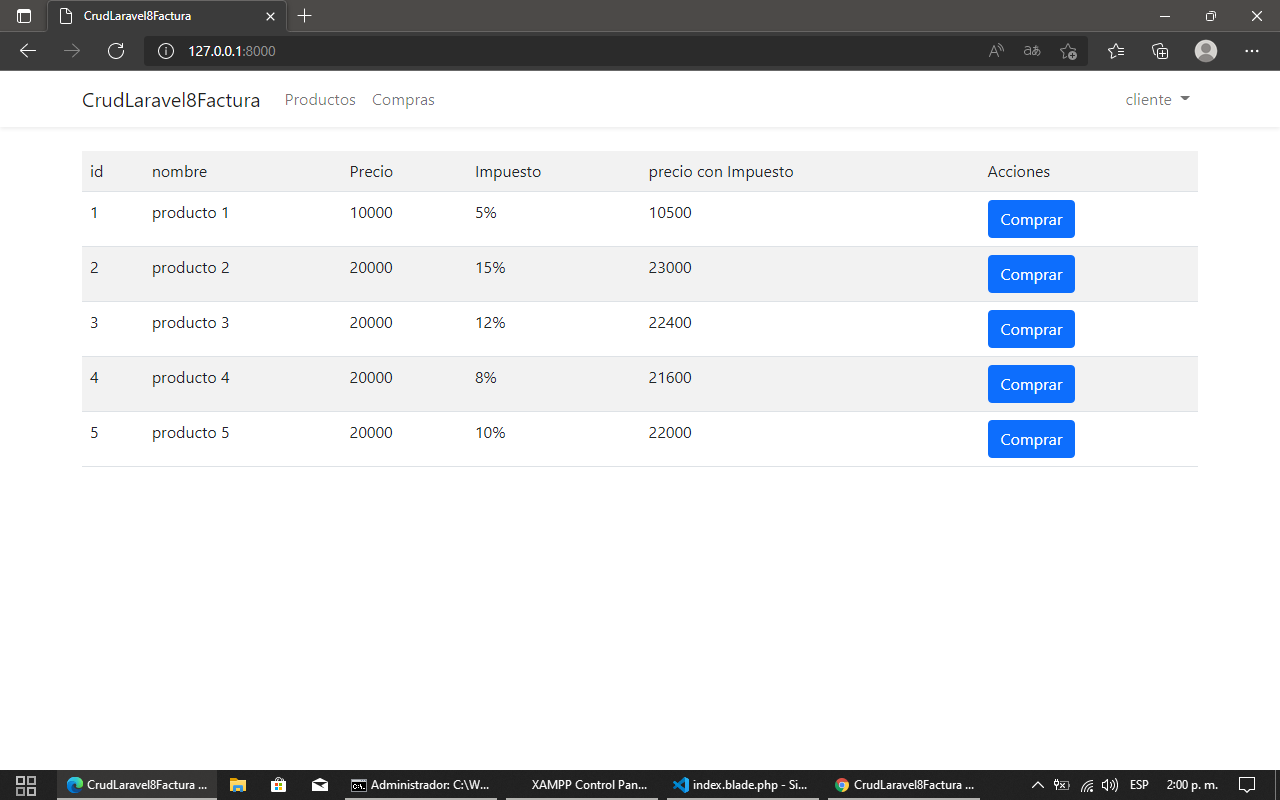 CrudLaravel8Factura
127.0.0.1:8000
CrudLaravel8Factura Productos Compras cliente
id nombre Precio Impuesto precio con Impuesto Acciones
1 producto 1 10000 5% 10500 Comprar
2 producto 2 20000 15% 23000 Comprar
3 producto 3 20000 12% 22400 Comprar
4 producto 4 20000 8% 21600 Comprar
5 producto 5 20000 10% 22000 Comprar
CrudLaravel8Factura ... Administrador: C:\W... XAMPP Control Pan... index.blade.php - Si... CrudLaravel8Factura ... ESP 2:00 p. m.